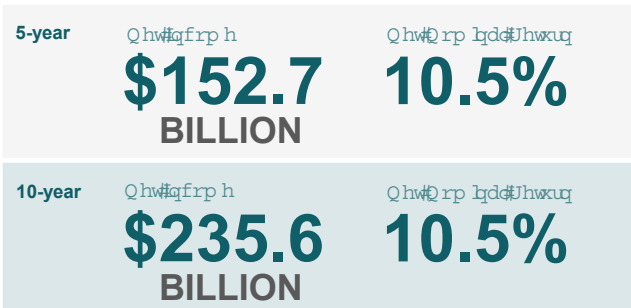 5-year
Qhw#Lqfrph Qhw#Qrplqdo#Uhwxuq
$152.7 10.5%
BILLION
10-year
Qhw#Lqfrph Qhw#Qrplqdo#Uhwxuq
$235.6 10.5%
BILLION